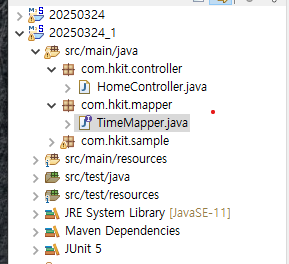 20250324
20250324_1
src/main/java
com.hkit.controller
HomeController.java
com.hkit.mapper
TimeMapper.java
com.hkit.sample
src/main/resources
src/test/java
src/test/resources
JRE System Library [JavaSE-11]
Maven Dependencies
JUnit 5